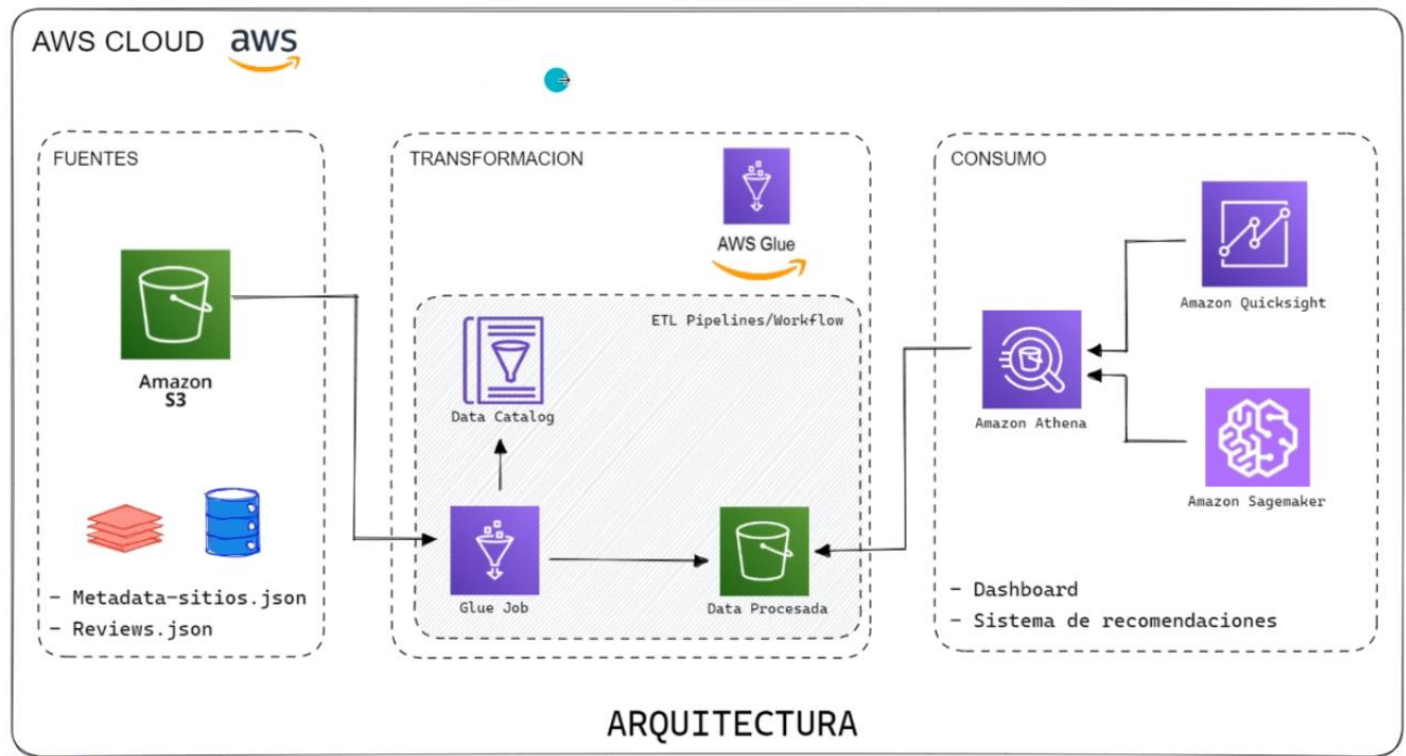 AWS CLOUD aws
FUENTES
Amazon
S3
- Metadata-sitios.json
- Reviews.json
TRANSFORMACION
AWS Glue
ETL Pipelines/Workflow
Data Catalog
Glue Job
Data Procesada
CONSUMO
Amazon Quicksight
Amazon Athena
Amazon Sagemaker
- Dashboard
- Sistema de recomendaciones
ARQUITECTURA